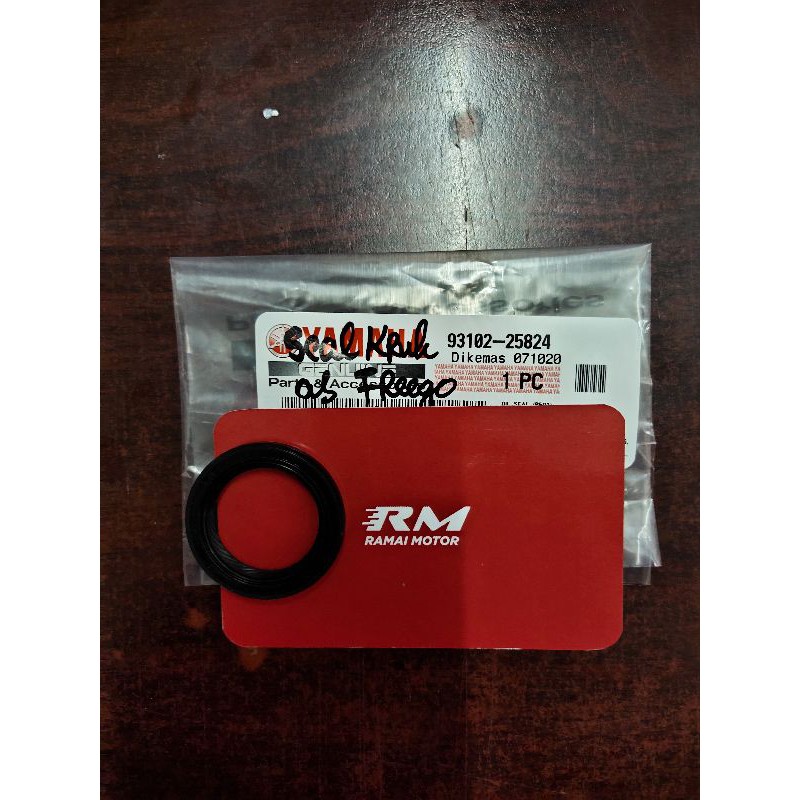 YAMAHA
93102-25824
Dikemas 071020
GENUINE
Parts & Accessories
1 PC
Seal Kruk
as Freego
RM
RAMAI MOTOR